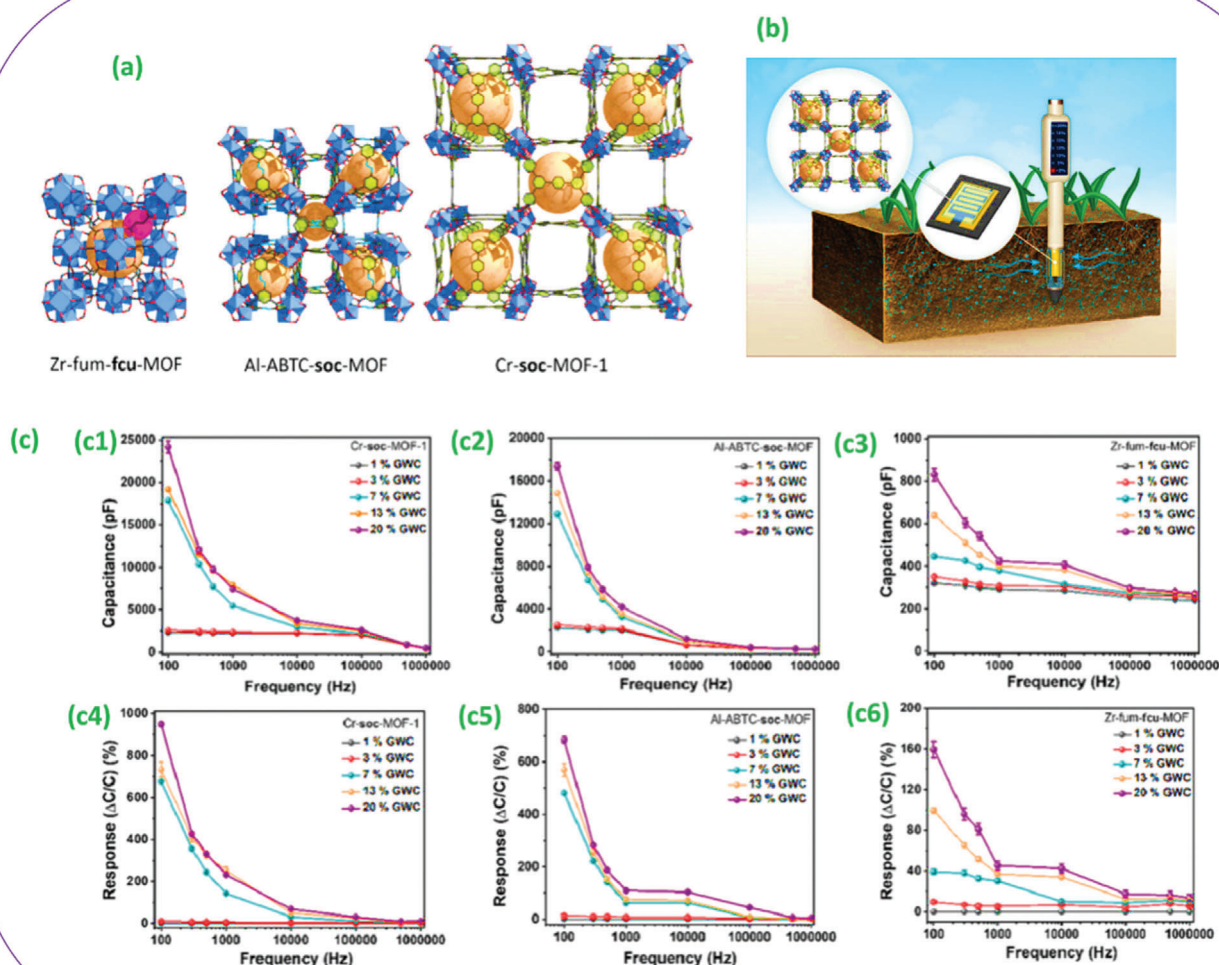 (a)
Zr-fum-fcu-MOF
Al-ABTC-soc-MOF
Cr-soc-MOF-1
(b)
(c)
(c1)
Cr-soc-MOF-1
1 % GWC
3 % GWC
7 % GWC
13 % GWC
20 % GWC
Capacitance (pF)
25000
20000
15000
10000
5000
0
100
1000
10000
100000
1000000
Frequency (Hz)
(c2)
Al-ABTC-soc-MOF
1 % GWC
3 % GWC
7 % GWC
13 % GWC
20 % GWC
Capacitance (pF)
20000
16000
12000
8000
4000
0
100
1000
10000
100000
1000000
Frequency (Hz)
(c3)
Zr-fum-fcu-MOF
1 % GWC
3 % GWC
7 % GWC
13 % GWC
20 % GWC
Capacitance (pF)
1000
800
600
400
200
0
100
1000
10000
100000
1000000
Frequency (Hz)
(c4)
Cr-soc-MOF-1
1 % GWC
3 % GWC
7 % GWC
13 % GWC
20 % GWC
Response (ΔC/C) (%)
1000
800
600
400
200
0
100
1000
10000
100000
1000000
Frequency (Hz)
(c5)
Al-ABTC-soc-MOF
1 % GWC
3 % GWC
7 % GWC
13 % GWC
20 % GWC
Response (ΔC/C) (%)
800
600
400
200
0
100
1000
10000
100000
1000000
Frequency (Hz)
(c6)
Zr-fum-fcu-MOF
1 % GWC
3 % GWC
7 % GWC
13 % GWC
20 % GWC
Response (ΔC/C) (%)
200
160
120
80
40
0
100
1000
10000
100000
1000000
Frequency (Hz)